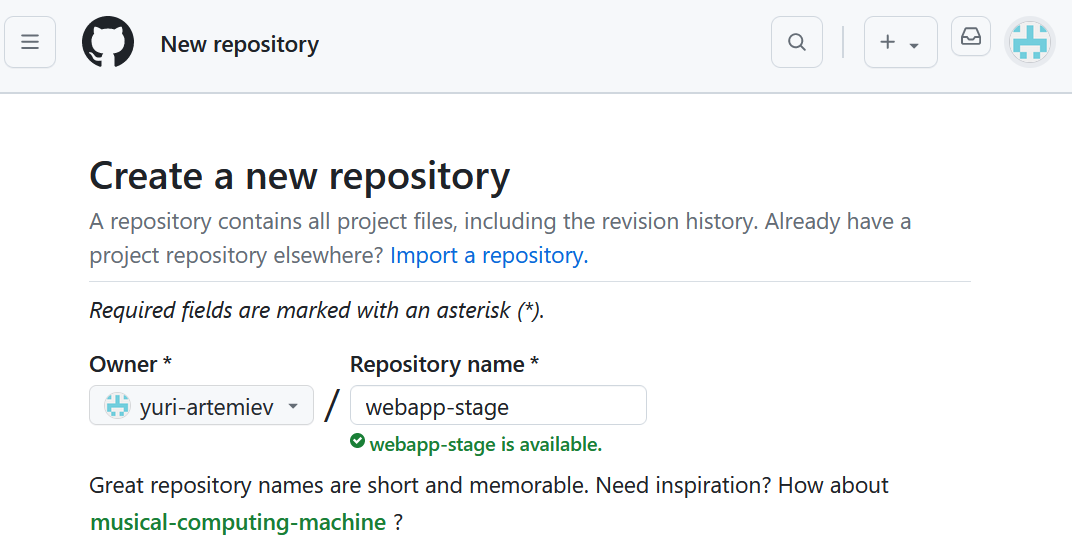 New repository
Create a new repository
A repository contains all project files, including the revision history. Already have a
project repository elsewhere? Import a repository.
Required fields are marked with an asterisk (*).
Owner *
Repository name *
yuri-artemiev
/
webapp-stage
webapp-stage is available.
Great repository names are short and memorable. Need inspiration? How about
musical-computing-machine ?